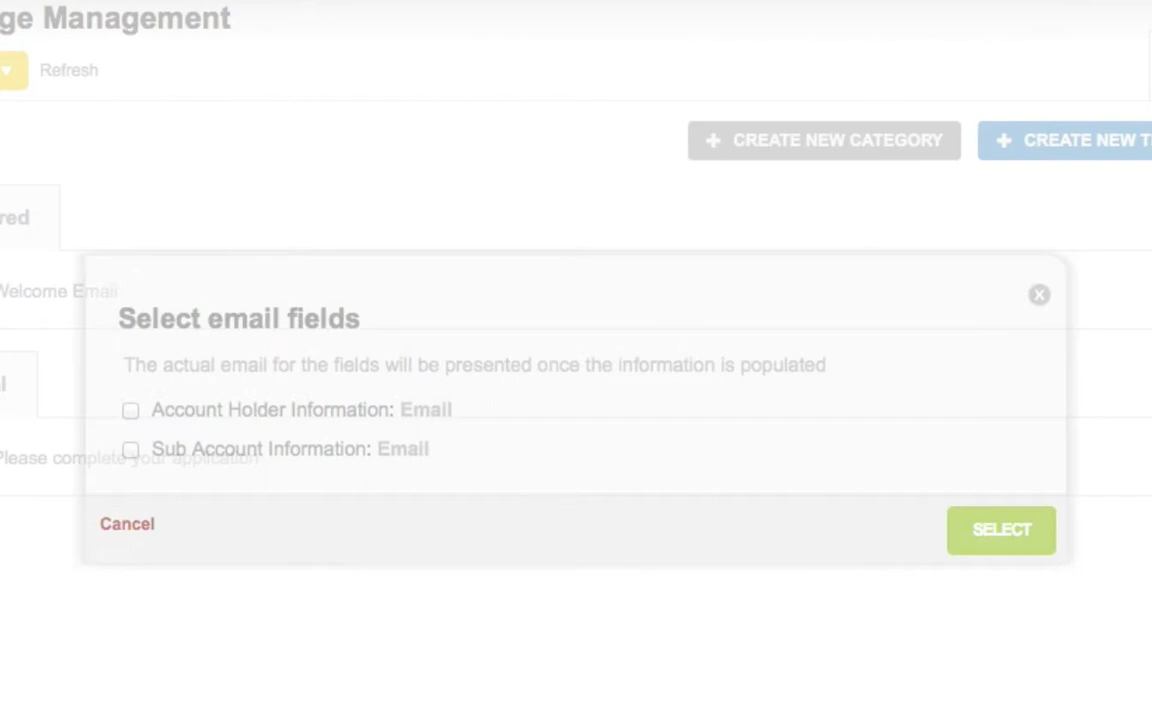 ge Management
Refresh
CREATE NEW CATEGORY
CREATE NEW T
red
Welcome Email
Select email fields
The actual email for the fields will be presented once the information is populated
Account Holder Information: Email
Sub Account Information: Email
l
Please complete your application
Cancel
SELECT